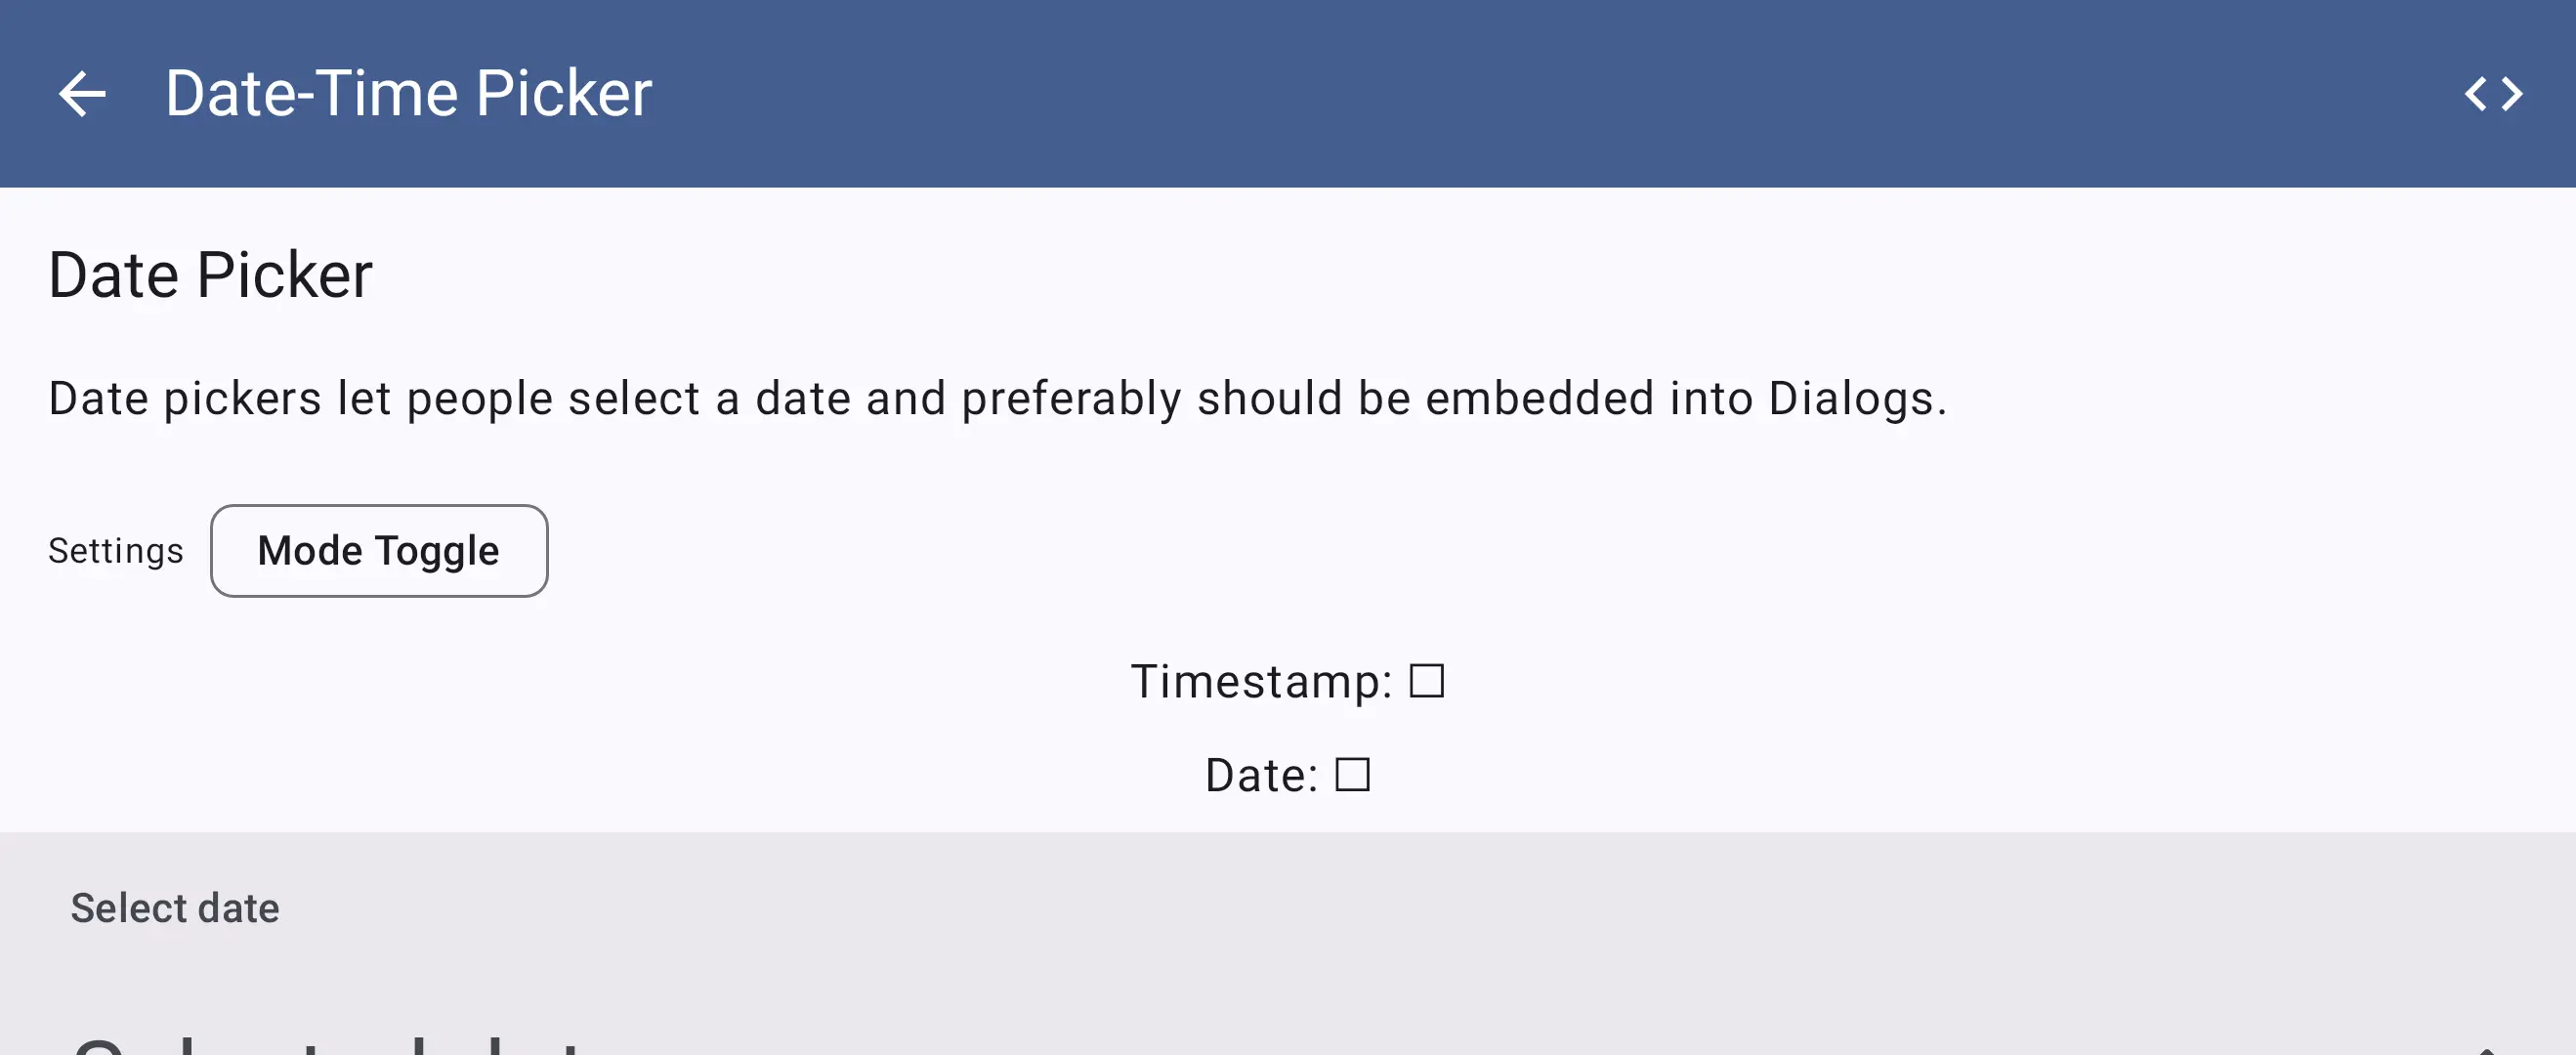 Date-Time Picker
Date Picker
Date pickers let people select a date and preferably should be embedded into Dialogs.
Settings
Mode Toggle
Timestamp: ☐
Date: ☐
Select date